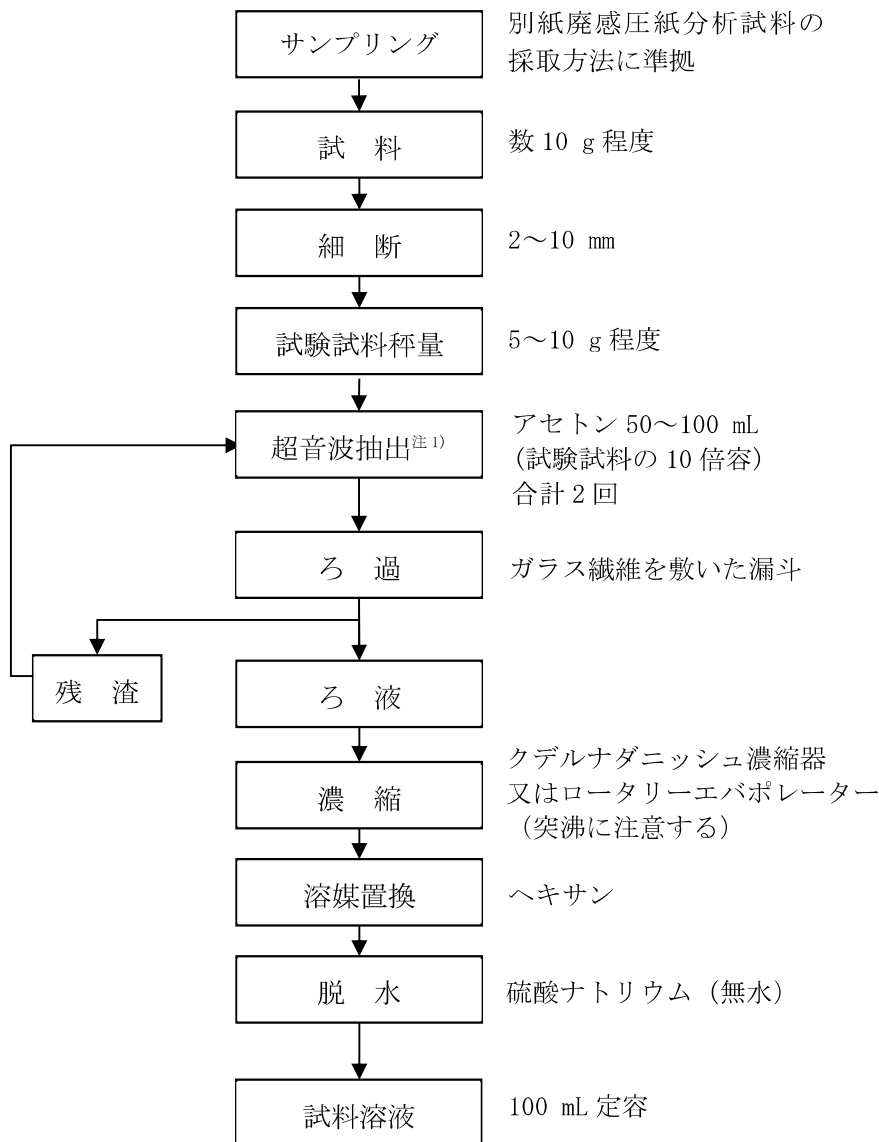 サンプリング
別紙廃感圧紙分析試料の
採取方法に準拠
試　料
数 10 g 程度
細　断
2～10 mm
試験試料秤量
5～10 g 程度
超音波抽出注 1)
アセトン 50～100 mL
(試験試料の 10 倍容)
合計 2 回
ろ　過
ガラス繊維を敷いた漏斗
残　渣
ろ　液
濃　縮
クデルナダニッシュ濃縮器
又はロータリーエバポレーター
（突沸に注意する）
溶媒置換
ヘキサン
脱　水
硫酸ナトリウム（無水）
試料溶液
100 mL 定容